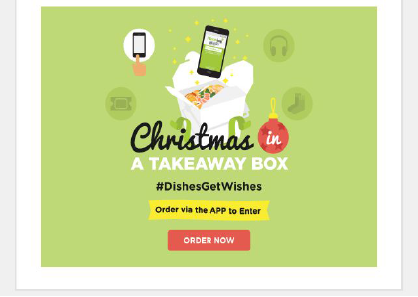 Christmas in
A TAKEAWAY BOX
#DishesGetWishes
Order via the APP to Enter
ORDER NOW